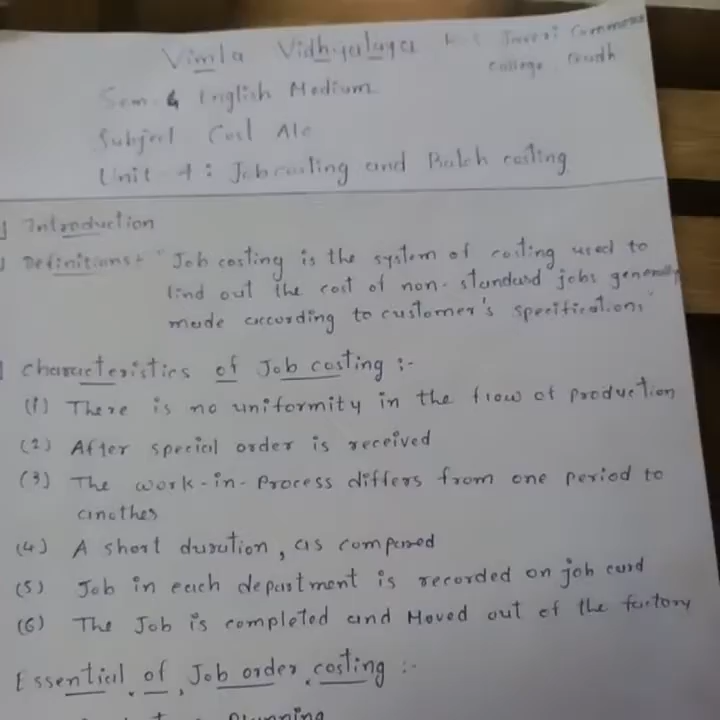 Vimla Vidhyalaya K.S Commerce
College
Sem. 4 English Medium
Subject Cost A/c
Unit 4 : Job costing and Batch costing
Introduction
Definitions :- "Job costing is the system of costing used to
find out the cost of non-standard jobs generally
made according to customer's specifications"
Characteristics of Job costing :-
(1) There is no uniformity in the flow of production
(2) After special order is received
(3) The work-in-Process differs from one period to
another
(4) A short duration, as compared
(5) Job in each department is recorded on job card
(6) The Job is completed and Moved out of the factory
Essential of Job order costing :-
Planning